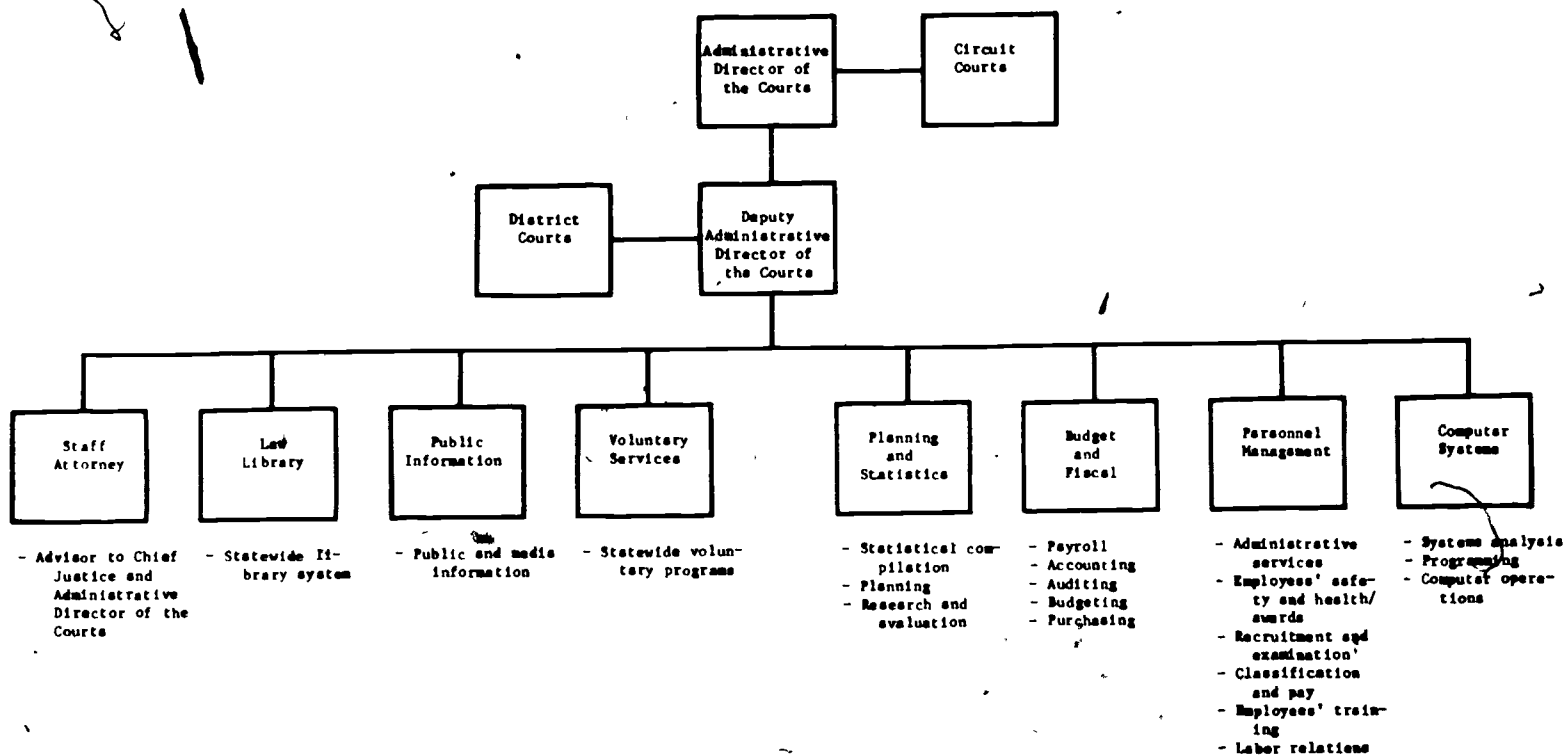 Administrative
Director of
the Courts
Circuit
Courts
District
Courts
Deputy
Administrative
Director of
the Courts
Staff
Attorney
Law
Library
Public
Information
Voluntary
Services
Planning
and
Statistics
Budget
and
Fiscal
Personnel
Management
Computer
Systems
- Advisor to Chief
Justice and
Administrative
Director of the
Courts
- Statewide li-
brary system
- Public and media
information
- Statewide volun-
tary programs
- Statistical com-
pilation
- Planning
- Research and
evaluation
- Payroll
- Accounting
- Auditing
- Budgeting
- Purchasing
- Administrative
services
- Employees' safe-
ty and health/
awards
- Recruitment and
examination
- Classification
and pay
- Employees' train-
ing
- Labor relations
- Systems analysis
- Programming
- Computer opera-
tions